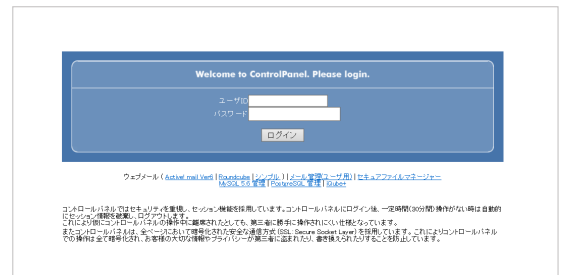 Welcome to ControlPanel. Please login.
ユーザID
パスワード
ログイン
ウェブメール ( Active! mail Ver6 | Roundcube | シンプル ) | メール管理(ユーザ用) | セキュアファイルマネージャー
MySQL 5.6 管理 | PostgreSQL 管理 | iQube+
コントロールパネルではセキュリティを重視し、セッション機能を採用しています。コントロールパネルにログイン後、一定時間(30分間)操作がない時は自動的
にセッション情報を破棄し、ログアウトします。
これにより仮にコントロールパネルの操作中に離席されたとしても、第三者に勝手に操作されにくい仕様となっています。
またコントロールパネルは、全ページにおいて暗号化された安全な通信方式(SSL: Secure Socket Layer)を採用しています。これによりコントロールパネル
での操作は全て暗号化され、お客様の大切な情報やプライバシーが第三者に盗まれたり、書き換えられたりすることを防止しています。